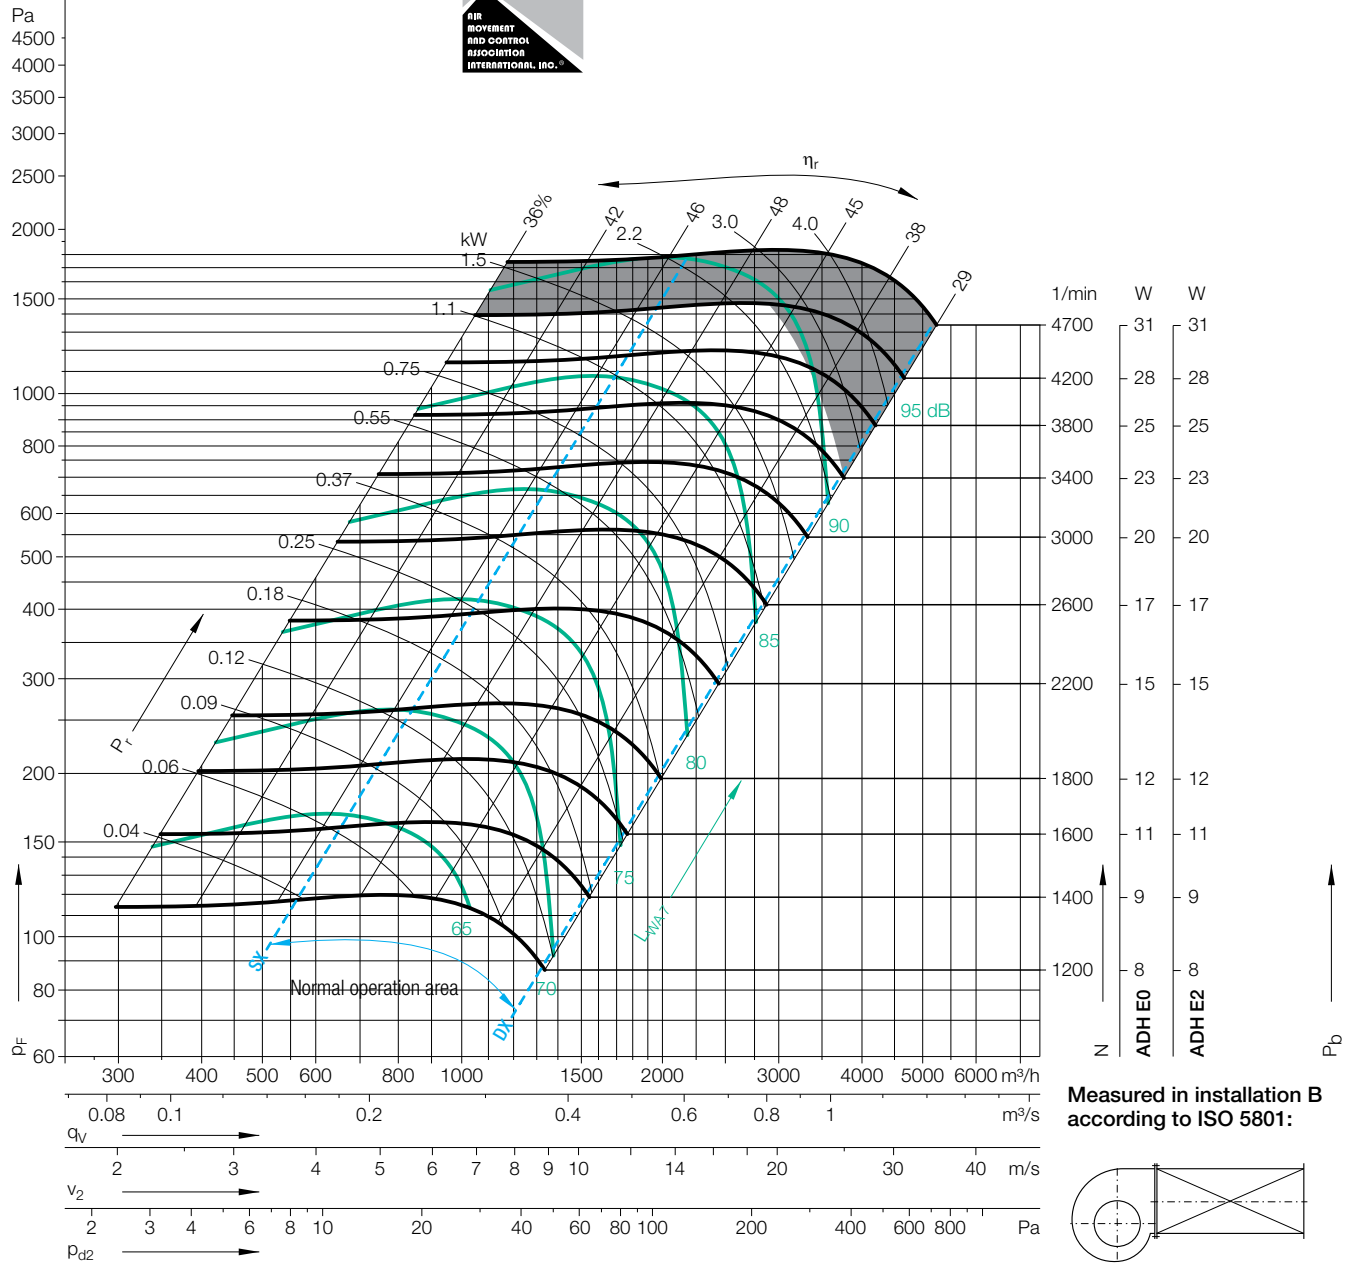 Pa
AIR
MOVEMENT
AND CONTROL
ASSOCIATION
INTERNATIONAL, INC.®
4500
4000
3500
3000
2500
2000
1500
1000
800
600
500
400
300
200
150
100
80
60
pF
ηr
36%
42
46
48
45
38
29
kW
4.0
3.0
2.2
1.5
1.1
0.75
0.55
0.37
0.25
0.18
0.12
0.09
0.06
0.04
Pr
95 dB
90
85
80
75
70
65
LWA7
SX
DX
Normal operation area
1/min W W
4700 31 31
4200 28 28
3800 25 25
3400 23 23
3000 20 20
2600 17 17
2200 15 15
1800 12 12
1600 11 11
1400 9 9
1200 8 8
N ADH E0 ADH E2 Pb
300 400 500 600 800 1000 1500 2000 3000 4000 5000 6000 m³/h
0.08 0.1 0.2 0.4 0.6 0.8 1 m³/s
qV
2 3 4 5 6 7 8 9 10 14 20 30 40 m/s
v2
2 3 4 6 8 10 20 40 60 80 100 200 400 600 800 Pa
pd2
Measured in installation B
according to ISO 5801: